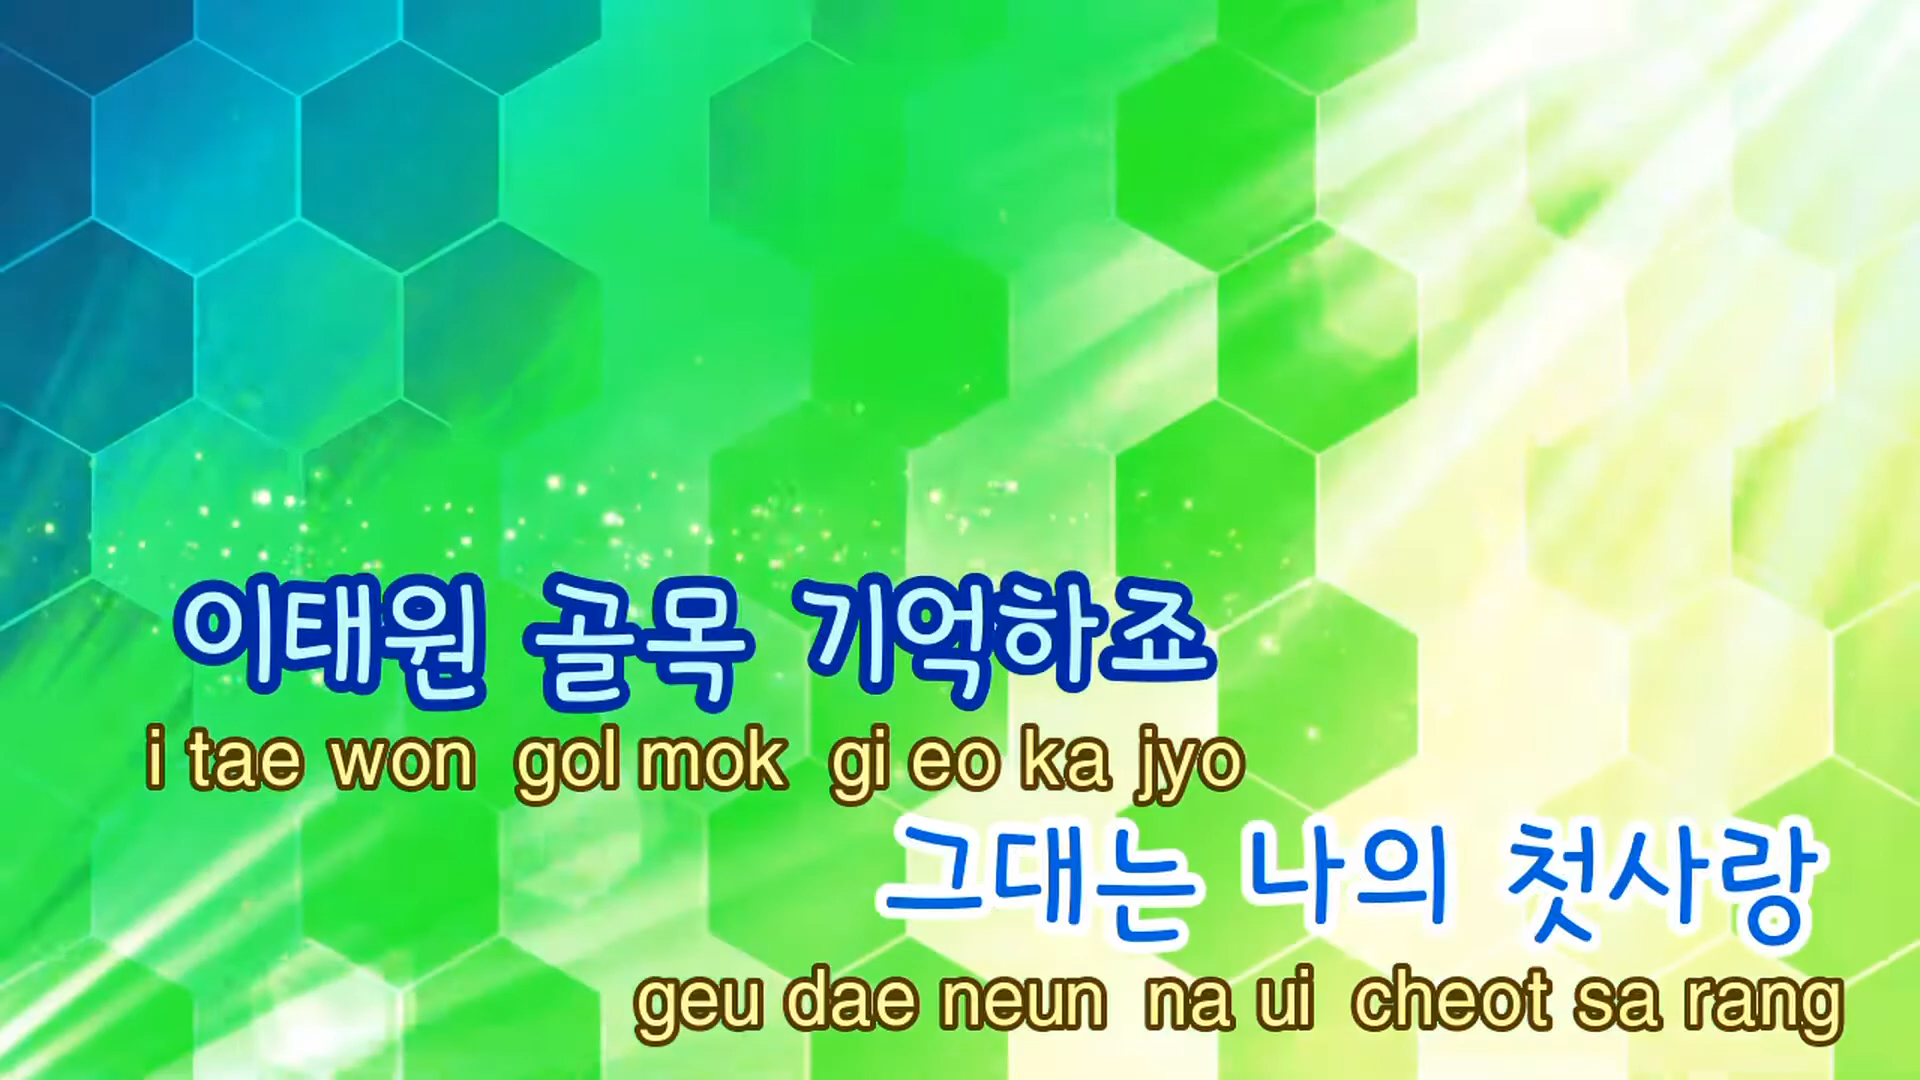 이태원 골목 기억하죠
i tae won gol mok gi eo ka jyo
그대는 나의 첫사랑
geu dae neun na ui cheot sa rang